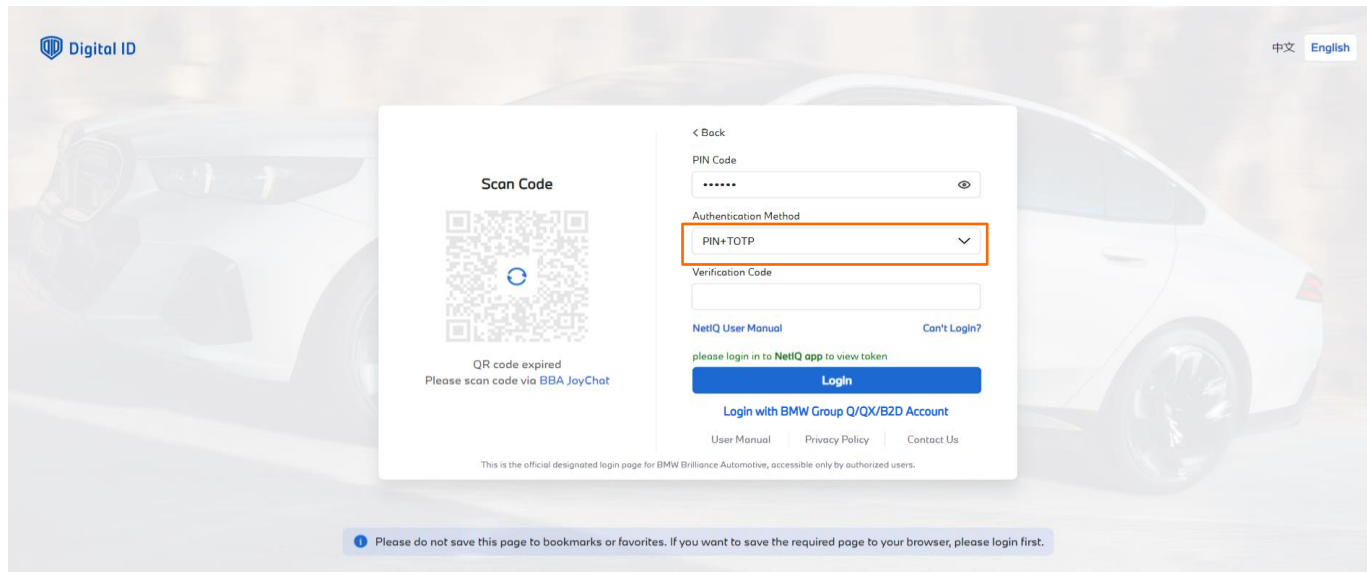 Digital ID
中文 English
Scan Code
QR code expired
Please scan code via BBA JoyChat
< Back
PIN Code
••••••
Authentication Method
PIN+TOTP
Verification Code
NetIQ User Manual Can't Login?
please login in to NetIQ app to view token
Login
Login with BMW Group Q/QX/B2D Account
User Manual Privacy Policy Contact Us
This is the official designated login page for BMW Brilliance Automotive, accessible only by authorized users.
Please do not save this page to bookmarks or favorites. If you want to save the required page to your browser, please login first.